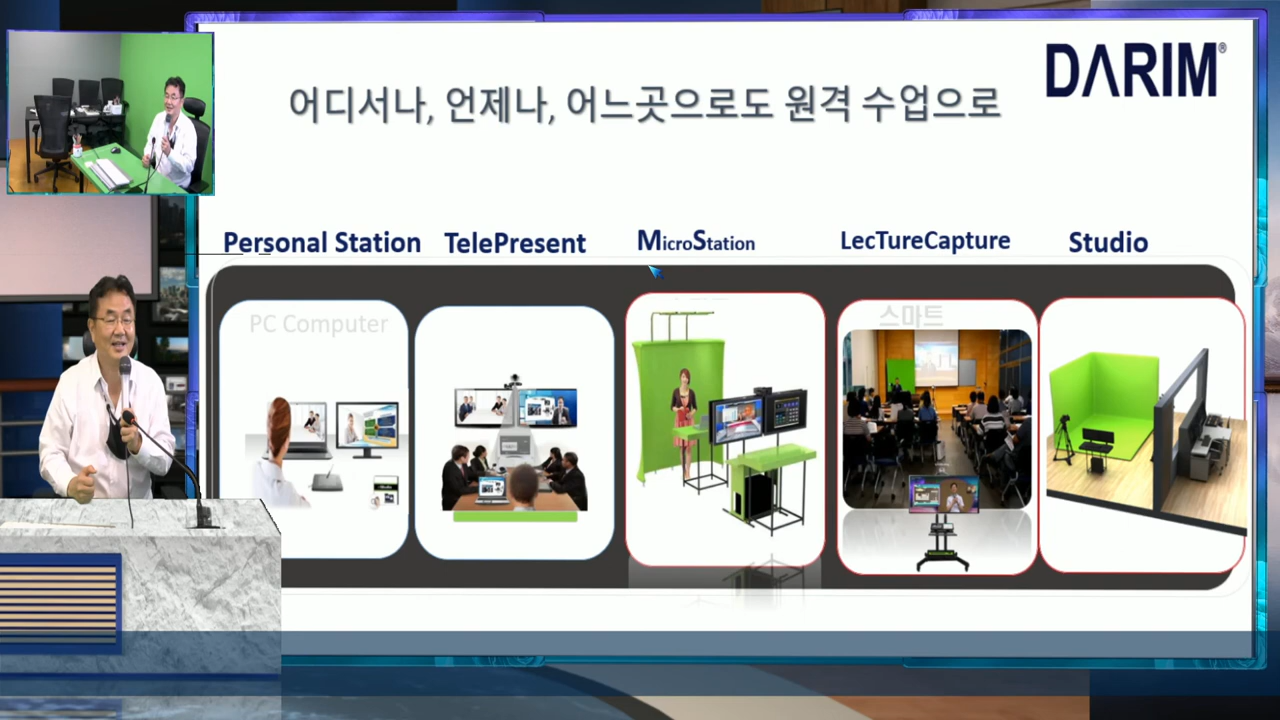 DARIM®
어디서나, 언제나, 어느곳으로도 원격 수업으로
Personal Station
TelePresent
MicroStation
LecTureCapture
Studio
PC Computer
스마트